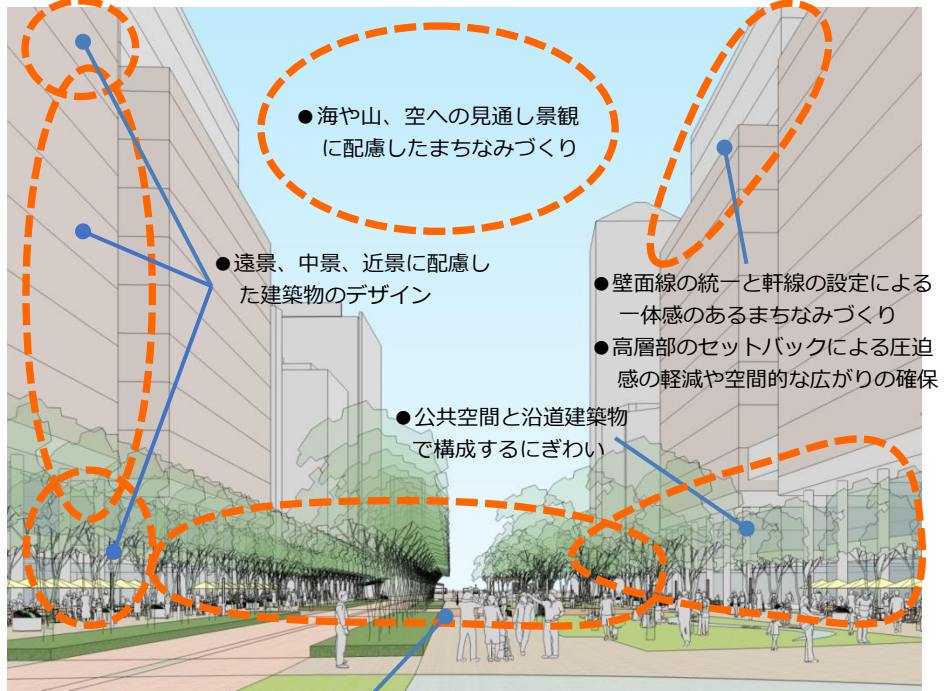 ●海や山、空への見通し景観
に配慮したまちなみづくり
●遠景、中景、近景に配慮し
た建築物のデザイン
●壁面線の統一と軒線の設定による
一体感のあるまちなみづくり
●高層部のセットバックによる圧迫
感の軽減や空間的な広がりの確保
●公共空間と沿道建築物
で構成するにぎわい